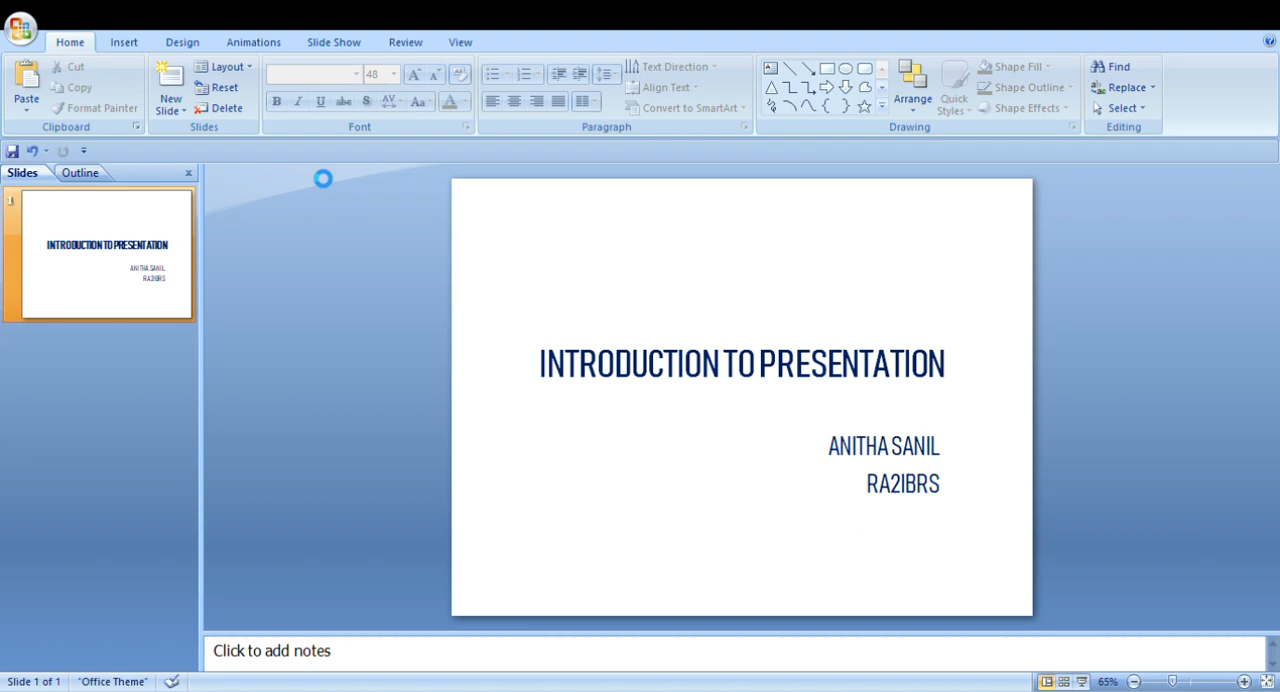 Home Insert Design Animations Slide Show Review View
Paste
Cut
Copy
Format Painter
Clipboard
New Slide
Layout
Reset
Delete
Slides
48
Font
Text Direction
Align Text
Convert to SmartArt
Paragraph
Arrange
Quick Styles
Shape Fill
Shape Outline
Shape Effects
Drawing
Find
Replace
Select
Editing
Slides Outline
1
INTRODUCTION TO PRESENTATION
ANITHA SANIL
RA2IBRS
INTRODUCTION TO PRESENTATION
ANITHA SANIL
RA2IBRS
Click to add notes
Slide 1 of 1 "Office Theme" 65%